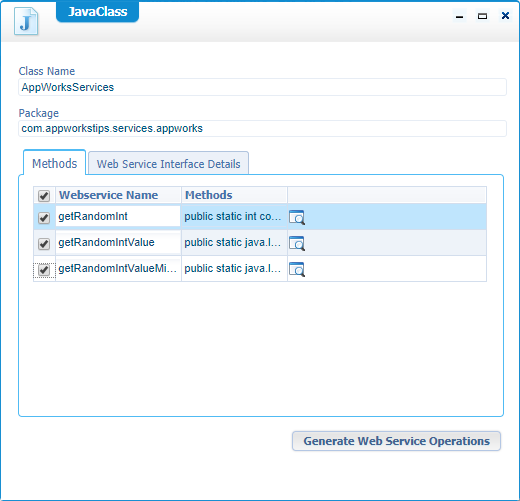 JavaClass
Class Name
AppWorksServices
Package
com.appworkstips.services.appworks
Methods Web Service Interface Details
Webservice Name Methods
getRandomInt public static int co...
getRandomIntValue public static java.l...
getRandomIntValueMi... public static java.l...
Generate Web Service Operations